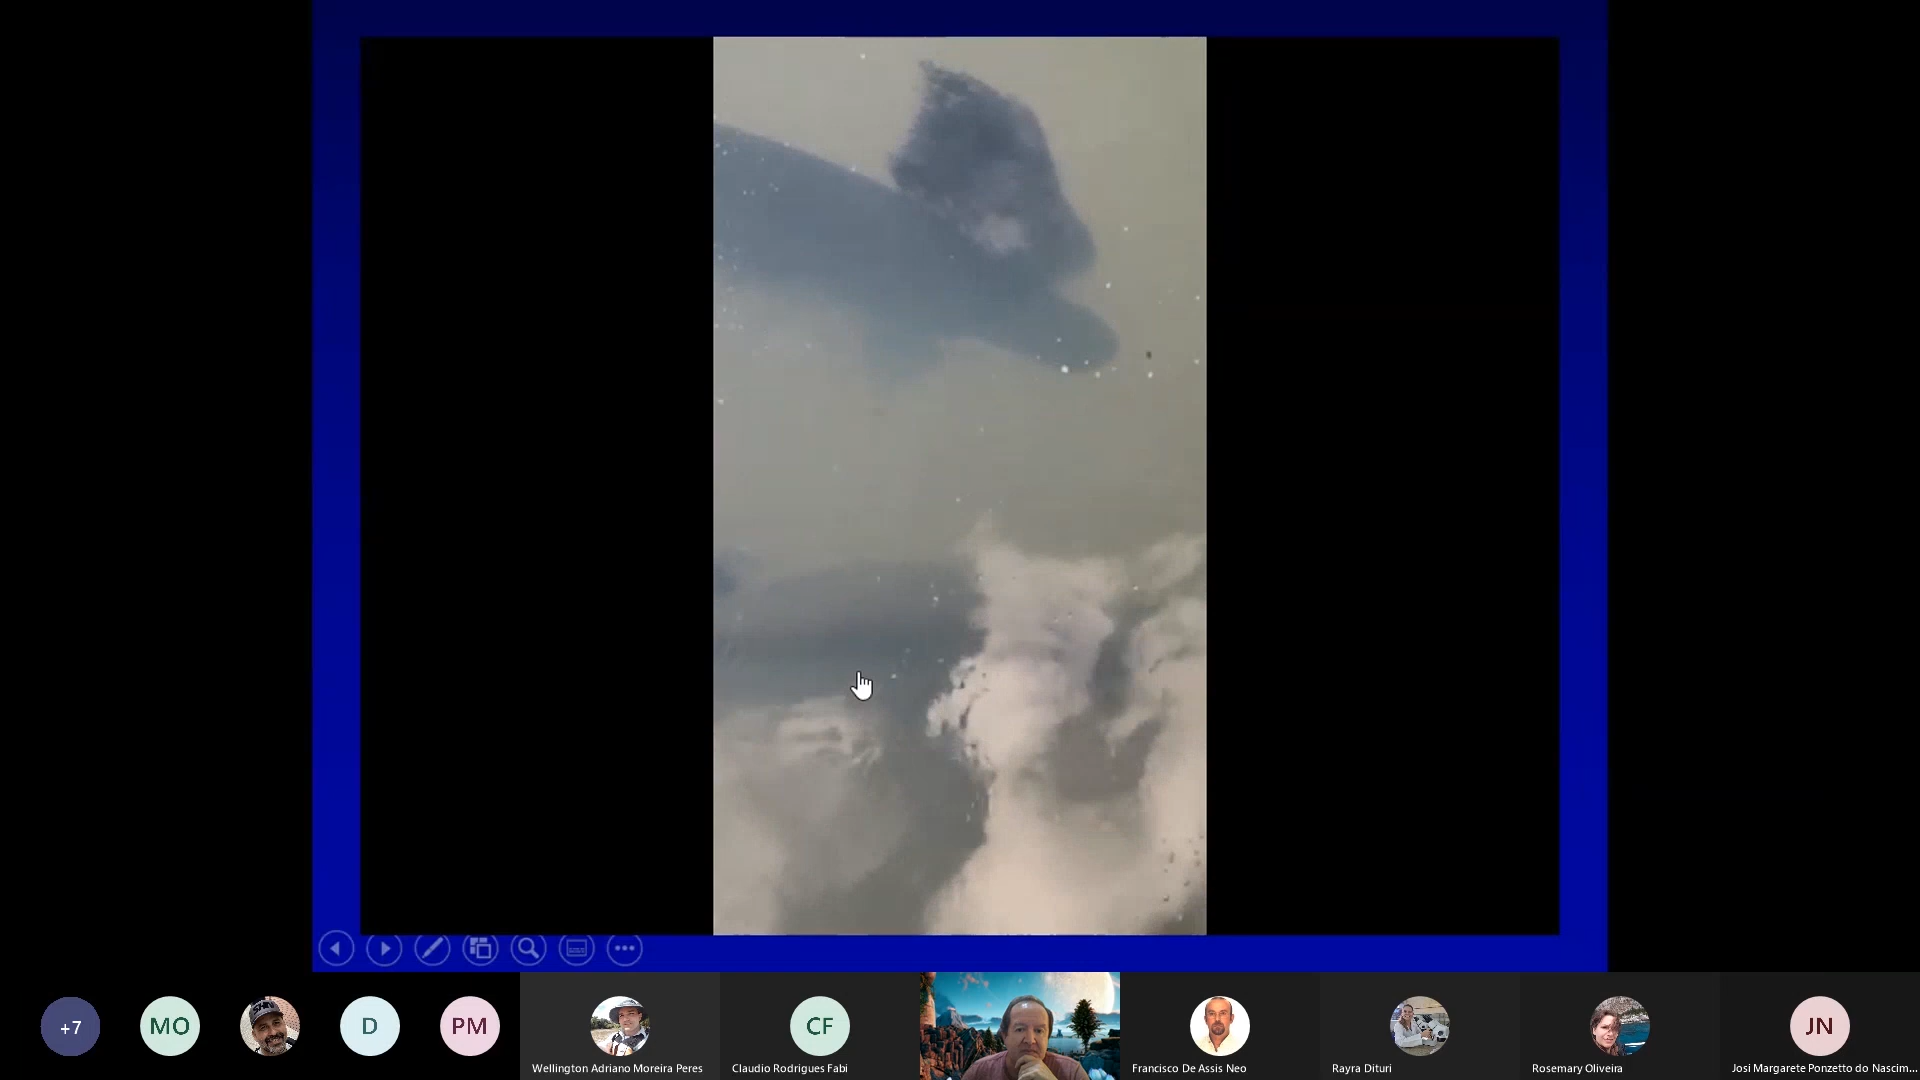 +7
MO
D
PM
Wellington Adriano Moreira Peres
CF
Claudio Rodrigues Fabi
Francisco De Assis Neo
Rayra Dituri
Rosemary Oliveira
JN
Josi Margarete Ponzetto do Nascim...